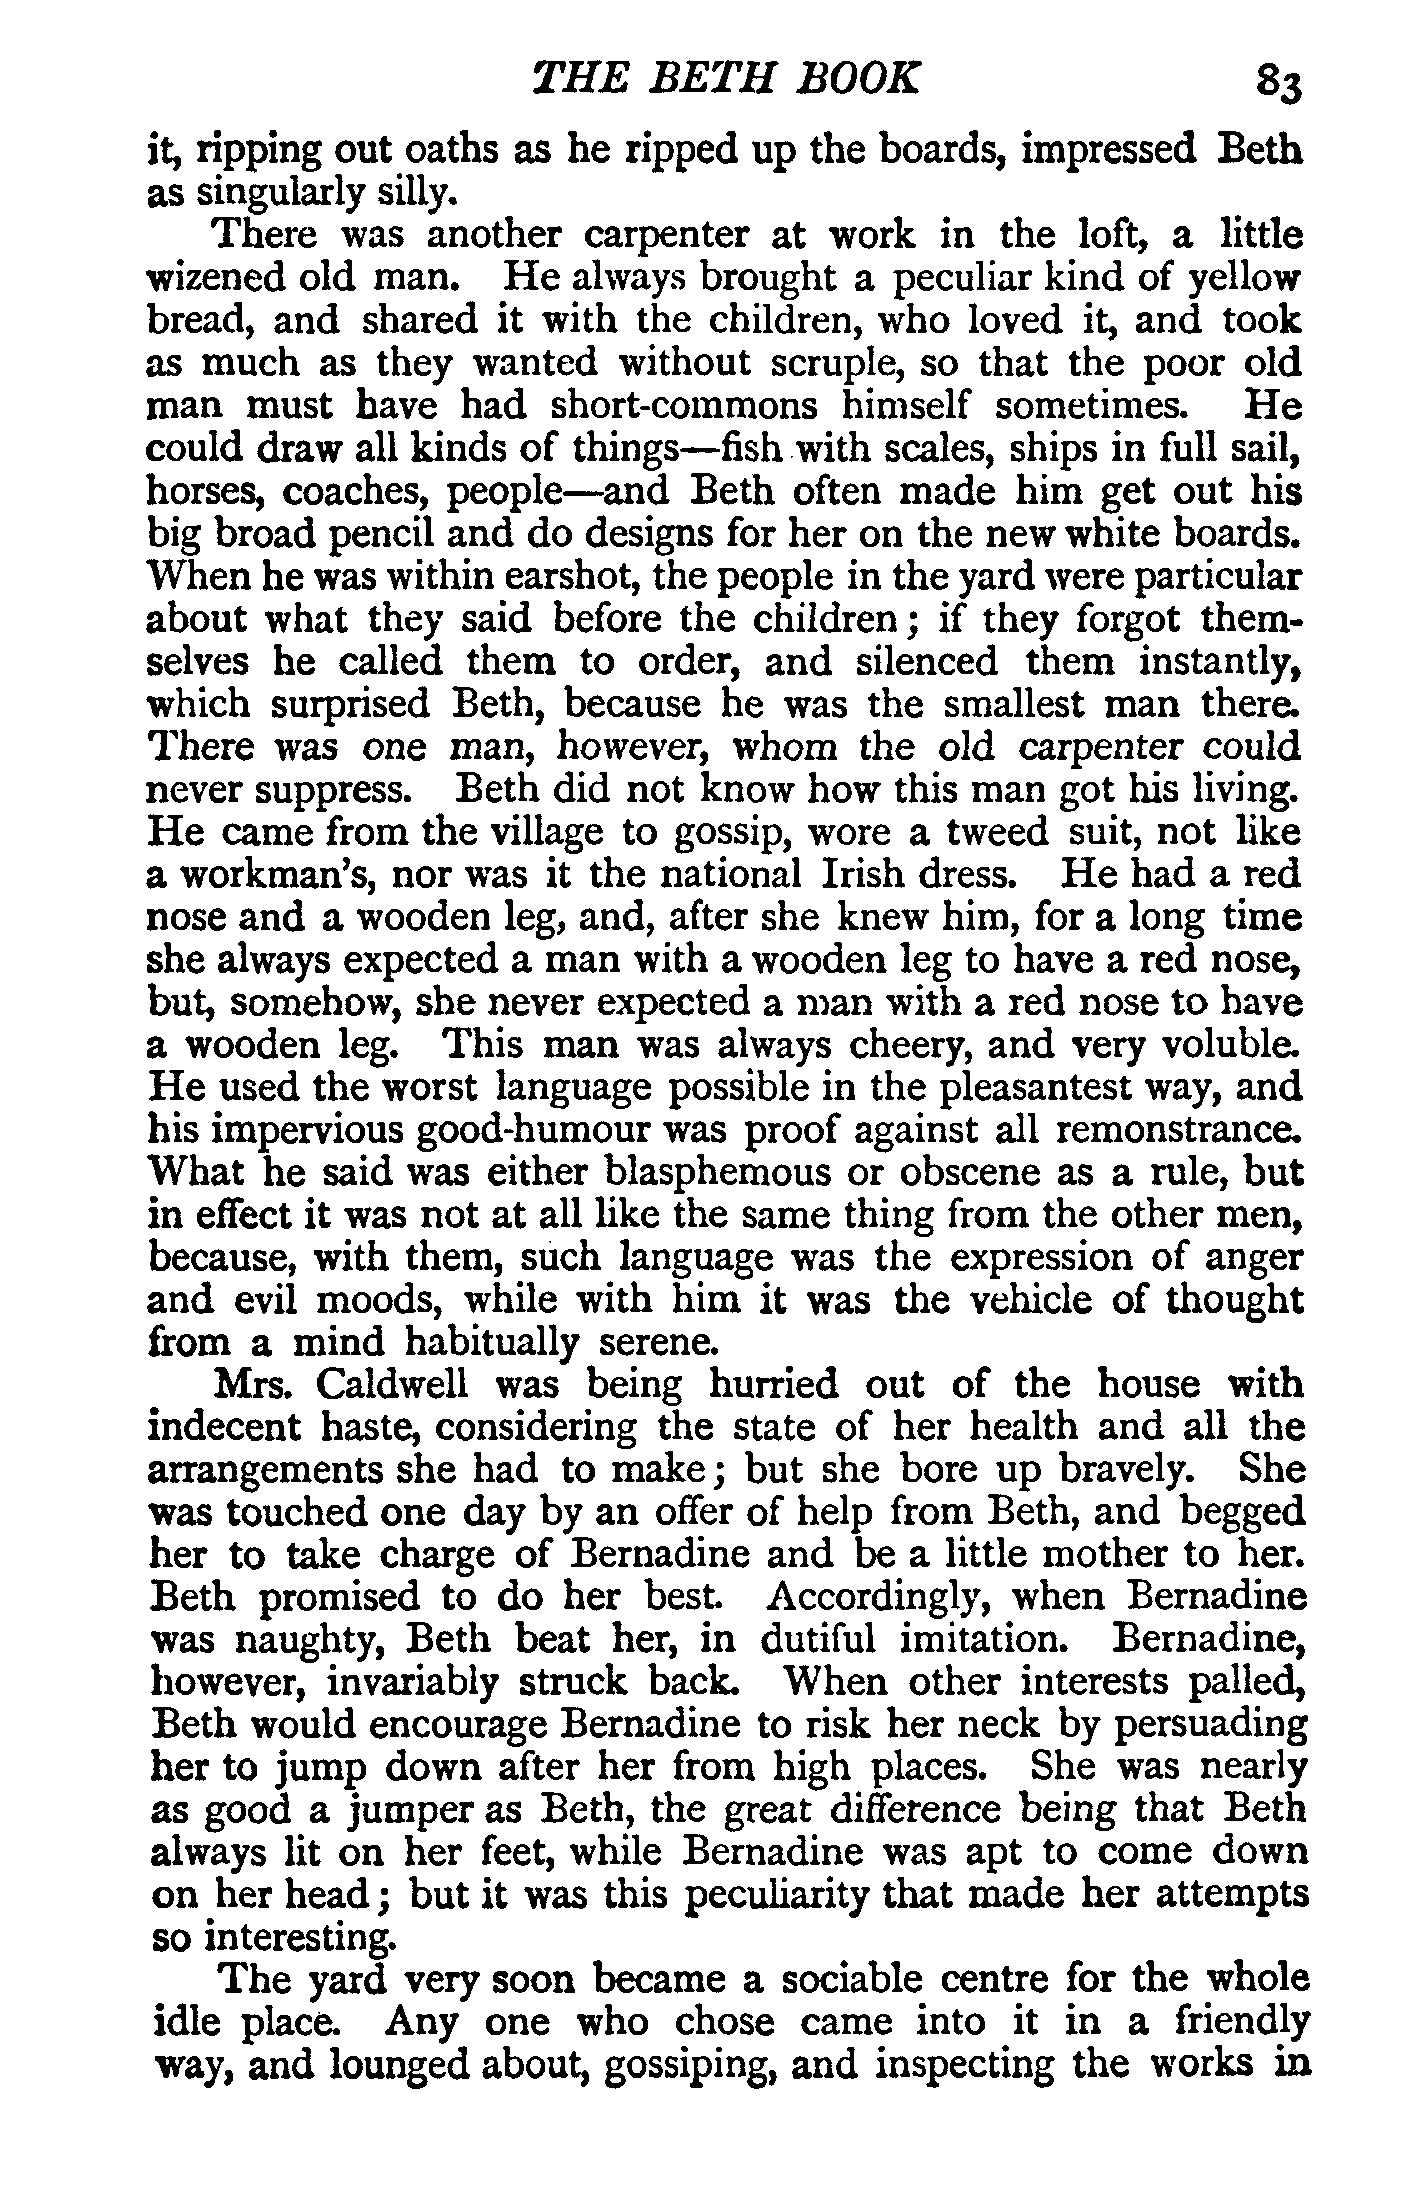 THE BETH BOOK 83
it, ripping out oaths as he ripped up the boards, impressed Beth
as singularly silly.
There was another carpenter at work in the loft, a little
wizened old man. He always brought a peculiar kind of yellow
bread, and shared it with the children, who loved it, and took
as much as they wanted without scruple, so that the poor old
man must have had short-commons himself sometimes. He
could draw all kinds of things—fish with scales, ships in full sail,
horses, coaches, people—and Beth often made him get out his
big broad pencil and do designs for her on the new white boards.
When he was within earshot, the people in the yard were particular
about what they said before the children; if they forgot them-
selves he called them to order, and silenced them instantly,
which surprised Beth, because he was the smallest man there.
There was one man, however, whom the old carpenter could
never suppress. Beth did not know how this man got his living.
He came from the village to gossip, wore a tweed suit, not like
a workman's, nor was it the national Irish dress. He had a red
nose and a wooden leg, and, after she knew him, for a long time
she always expected a man with a wooden leg to have a red nose,
but, somehow, she never expected a man with a red nose to have
a wooden leg. This man was always cheery, and very voluble.
He used the worst language possible in the pleasantest way, and
his impervious good-humour was proof against all remonstrance.
What he said was either blasphemous or obscene as a rule, but
in effect it was not at all like the same thing from the other men,
because, with them, such language was the expression of anger
and evil moods, while with him it was the vehicle of thought
from a mind habitually serene.
Mrs. Caldwell was being hurried out of the house with
indecent haste, considering the state of her health and all the
arrangements she had to make; but she bore up bravely. She
was touched one day by an offer of help from Beth, and begged
her to take charge of Bernadine and be a little mother to her.
Beth promised to do her best. Accordingly, when Bernadine
was naughty, Beth beat her, in dutiful imitation. Bernadine,
however, invariably struck back. When other interests palled,
Beth would encourage Bernadine to risk her neck by persuading
her to jump down after her from high places. She was nearly
as good a jumper as Beth, the great difference being that Beth
always lit on her feet, while Bernadine was apt to come down
on her head; but it was this peculiarity that made her attempts
so interesting.
The yard very soon became a sociable centre for the whole
idle place. Any one who chose came into it in a friendly
way, and lounged about, gossiping, and inspecting the works in